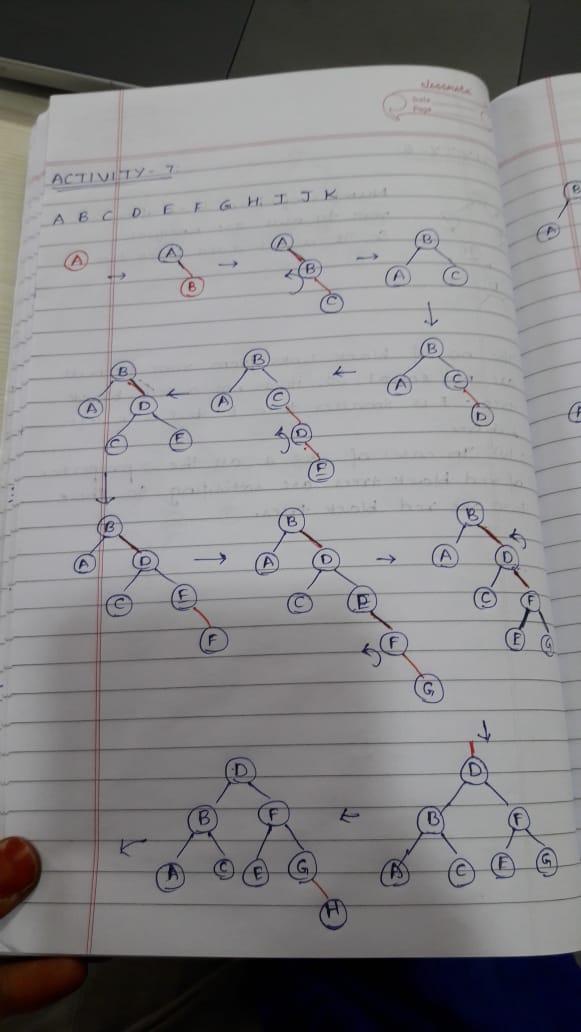 classmate
Date
Page
ACTIVITY - 7
A B C D E F G H I J K
A A A B
B B A C
C
B B B
A D A C A C
C E D D
E
B B B
A D A D A D
C E C E C F
F F E G
G
D D
B F B F
A C E G A C E G
H
B
A